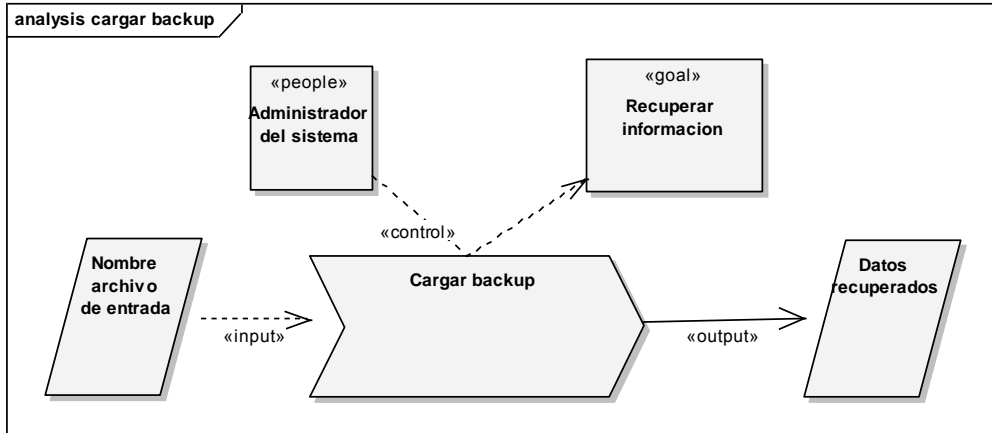 analysis cargar backup
«people»
Administrador
del sistema
«goal»
Recuperar
informacion
«control»
Nombre
archivo
de entrada
«input»
Cargar backup
«output»
Datos
recuperados